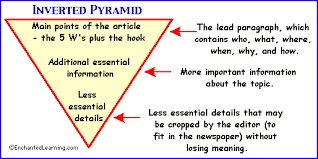 INVERTED PYRAMID
Main points of the article
- the 5 W's plus the hook
The lead paragraph, which
contains who, what, where,
when, why, and how.
Additional essential
information
More important information
about the topic.
Less
essential
details
Less essential details that may
be cropped by the editor (to
fit in the newspaper) without
losing meaning.
©EnchantedLearning.com